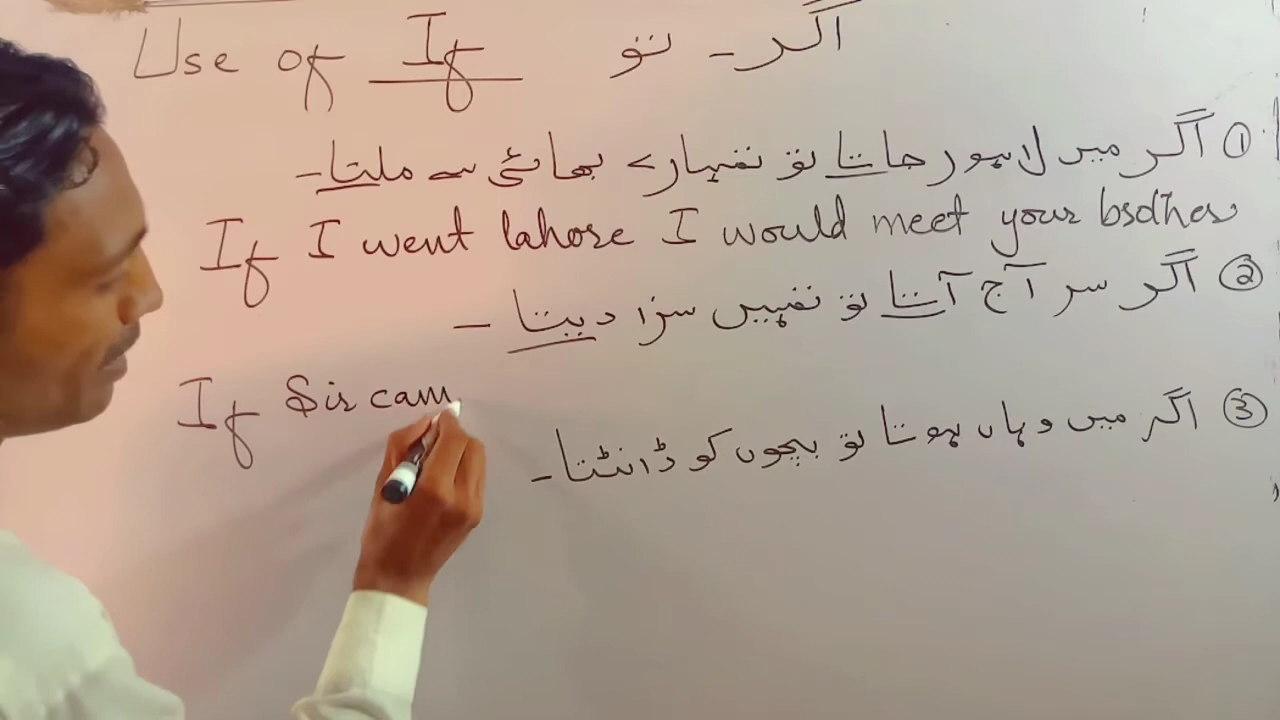 Use of If اگر - تو
① اگر میں لاہور جاتا تو تمہارے بھائی سے ملتا -
If I went lahore I would meet your brother
② اگر سر آج آتا تو تمہیں سزا دیتا -
If Sir cam
③ اگر میں وہاں ہوتا تو بچوں کو ڈانٹتا -